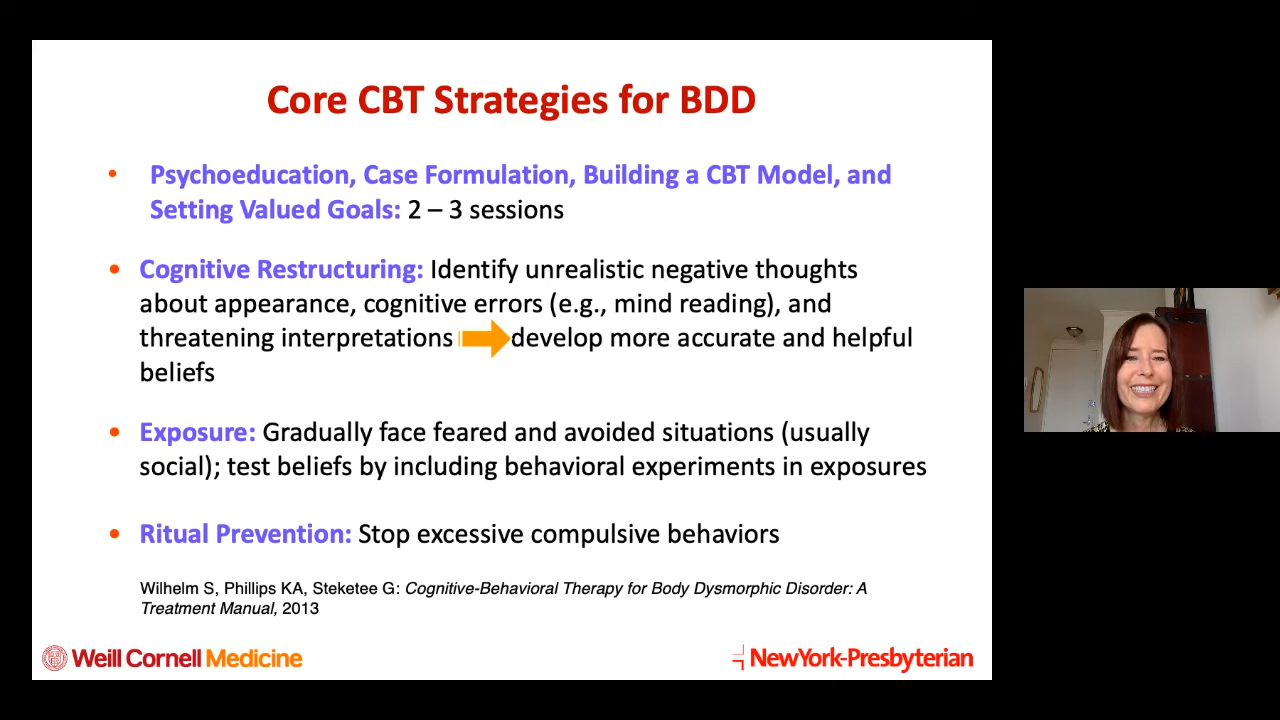 Core CBT Strategies for BDD
• Psychoeducation, Case Formulation, Building a CBT Model, and
Setting Valued Goals: 2 – 3 sessions
• Cognitive Restructuring: Identify unrealistic negative thoughts
about appearance, cognitive errors (e.g., mind reading), and
threatening interpretations develop more accurate and helpful
beliefs
• Exposure: Gradually face feared and avoided situations (usually
social); test beliefs by including behavioral experiments in exposures
• Ritual Prevention: Stop excessive compulsive behaviors
Wilhelm S, Phillips KA, Steketee G: Cognitive-Behavioral Therapy for Body Dysmorphic Disorder: A
Treatment Manual, 2013
Weill Cornell Medicine
NewYork-Presbyterian